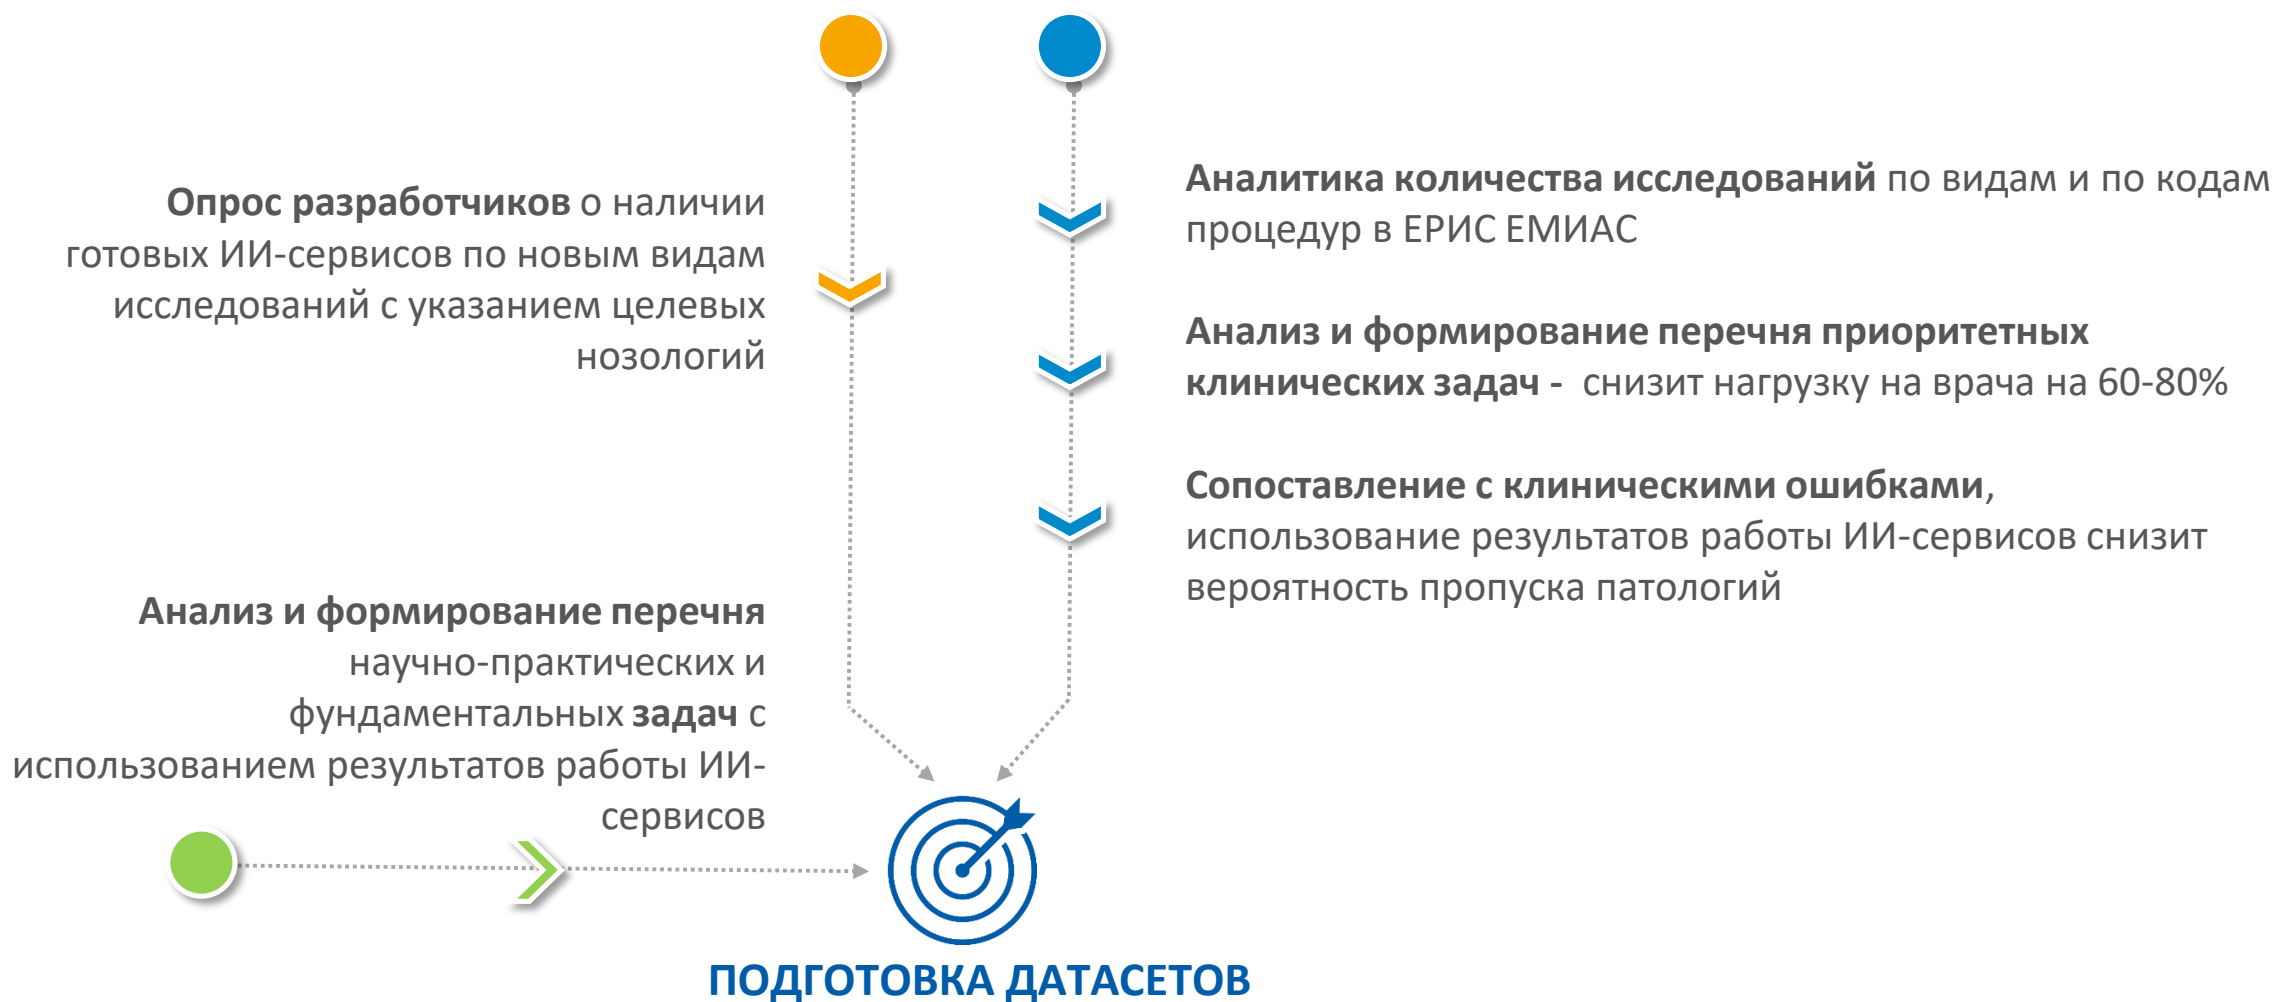 Опрос разработчиков о наличии
готовых ИИ-сервисов по новым видам
исследований с указанием целевых
нозологий
Анализ и формирование перечня
научно-практических и
фундаментальных задач с
использованием результатов работы ИИ-
сервисов
Аналитика количества исследований по видам и по кодам
процедур в ЕРИС ЕМИАС
Анализ и формирование перечня приоритетных
клинических задач - снизит нагрузку на врача на 60-80%
Сопоставление с клиническими ошибками,
использование результатов работы ИИ-сервисов снизит
вероятность пропуска патологий
ПОДГОТОВКА ДАТАСЕТОВ